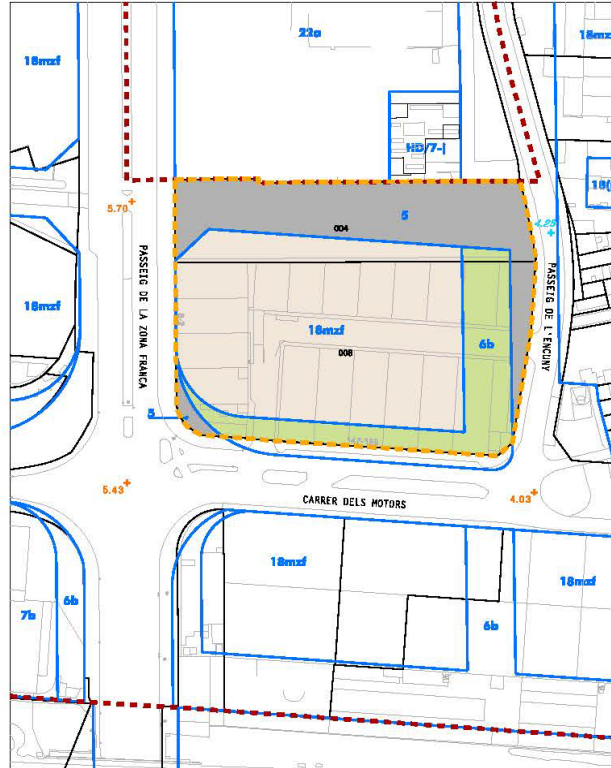 22a
18mz
18mzf
HD/7-j
18(
5.70
5
004
4.25
PASSEIG DE LA ZONA FRANCA
PASSEIG DE L'ENCUNY
18mzf
18mzf
6b
008
5
5.43
4.03
CARRER DELS MOTORS
18mzf
18mzf
7b
6b
6b